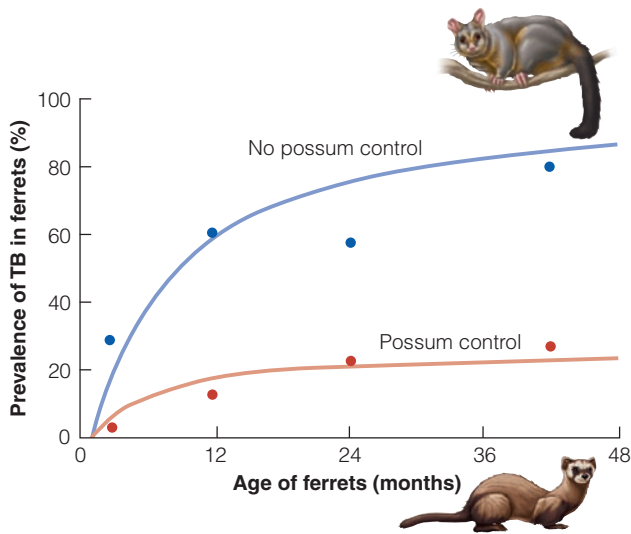 100
No possum control
80
60
40
Possum control
20
0
Prevalence of TB in ferrets (%)
0 12 24 36 48
Age of ferrets (months)